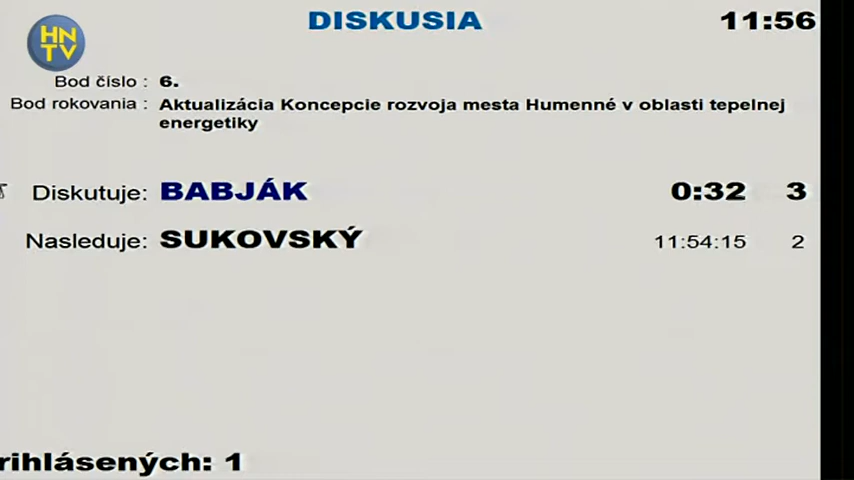 HN
TV
DISKUSIA 11:56
Bod číslo : 6.
Bod rokovania : Aktualizácia Koncepcie rozvoja mesta Humenné v oblasti tepelnej
energetiky
Diskutuje: BABJÁK 0:32 3
Nasleduje: SUKOVSKÝ 11:54:15 2
rihlásených: 1